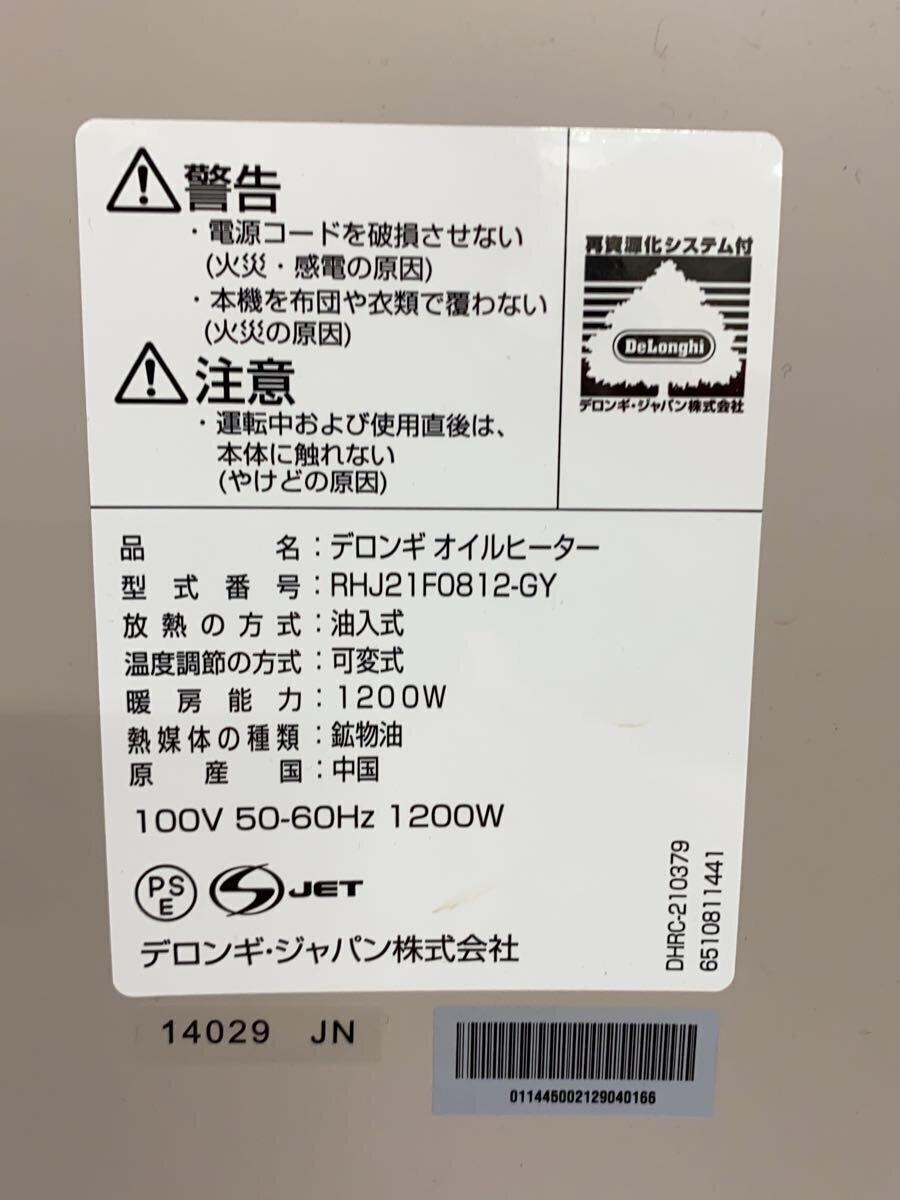 警告
・電源コードを破損させない
(火災・感電の原因)
・本機を布団や衣類で覆わない
(火災の原因)
注意
・運転中および使用直後は、
本体に触れない
(やけどの原因)
再資源化システム付
DeLonghi
デロンギ・ジャパン株式会社
品名:デロンギ オイルヒーター
型式番号:RHJ21F0812-GY
放熱の方式:油入式
温度調節の方式:可変式
暖房能力:1200W
熱媒体の種類:鉱物油
原産国:中国
100V 50-60Hz 1200W
PS
E
S JET
デロンギ・ジャパン株式会社
DHRC-210379
6510811441
14029 JN
011445002129040166